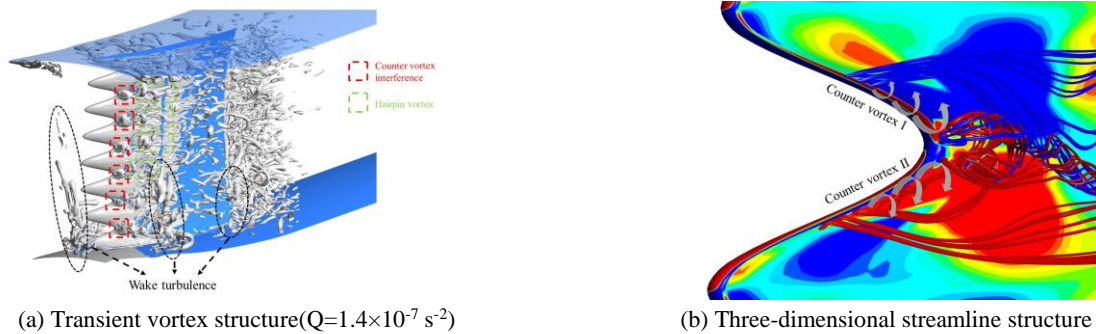 Counter vortex
interference
Hairpin vortex
Wake turbulence
(a) Transient vortex structure(Q=1.4×10⁻⁷ s⁻²)
Counter vortex I
Counter vortex II
(b) Three-dimensional streamline structure